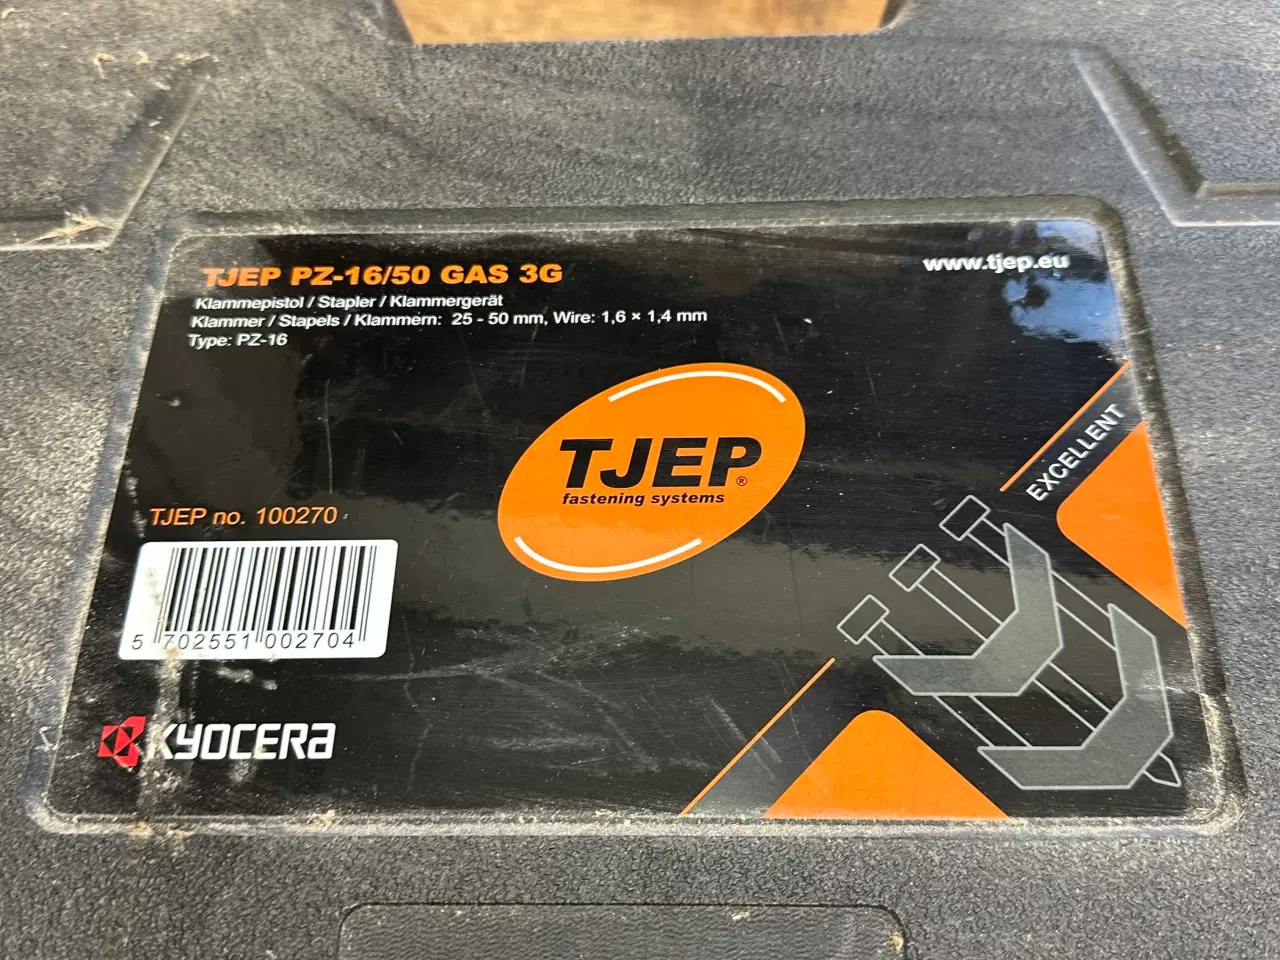 TJEP PZ-16/50 GAS 3G
www.tjep.eu
Klammepistol / Stapler / Klammergerät
Klammer / Stapels / Klammern: 25 - 50 mm, Wire: 1,6 × 1,4 mm
Type: PZ-16
EXCELLENT
TJEP®
fastening systems
TJEP no. 100270
5 702551 002704
KYOCERA